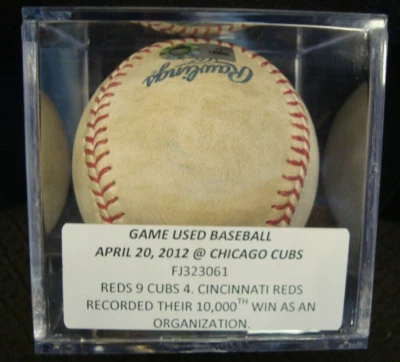 Rawlings
GAME USED BASEBALL
APRIL 20, 2012 @ CHICAGO CUBS
FJ323061
REDS 9 CUBS 4. CINCINNATI REDS
RECORDED THEIR 10,000TH WIN AS AN
ORGANIZATION.